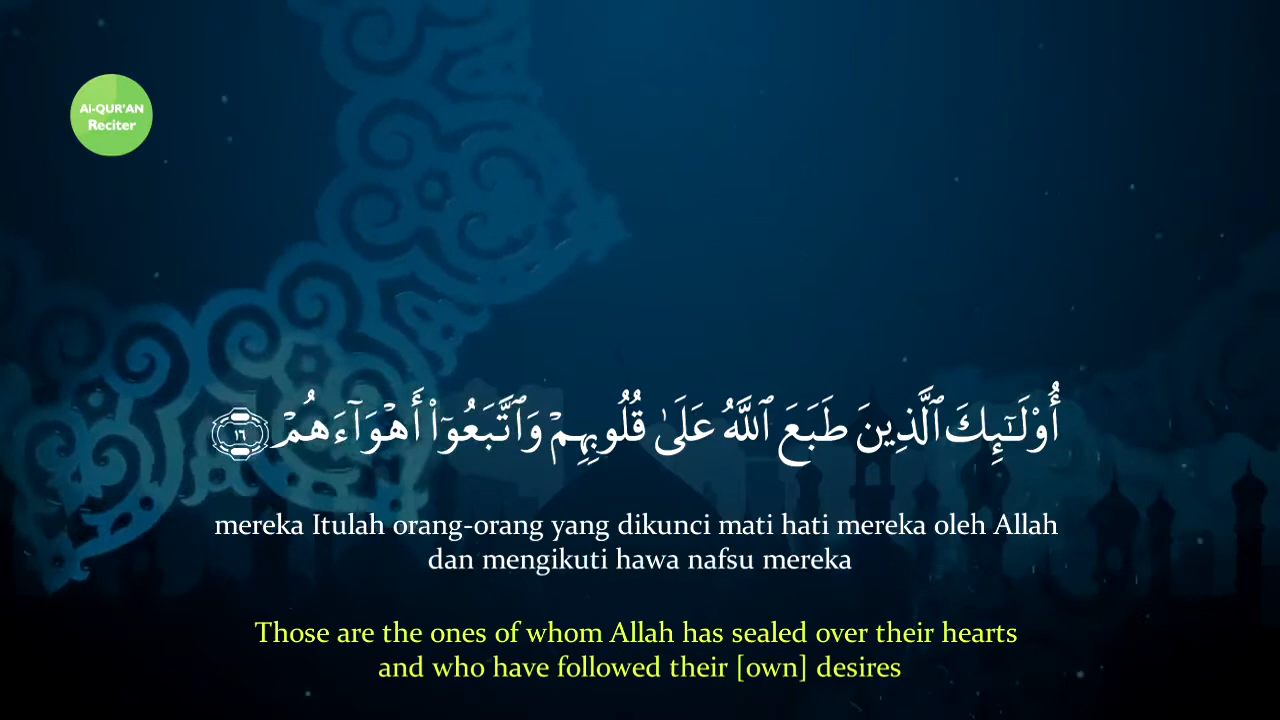 Al-QUR'AN
Reciter
أُو۟لَـٰٓئِكَ ٱلَّذِينَ طَبَعَ ٱللَّهُ عَلَىٰ قُلُوبِهِمْ وَٱتَّبَعُوٓا۟ أَهْوَآءَهُمْ ١٦
mereka Itulah orang-orang yang dikunci mati hati mereka oleh Allah
dan mengikuti hawa nafsu mereka
Those are the ones of whom Allah has sealed over their hearts
and who have followed their [own] desires